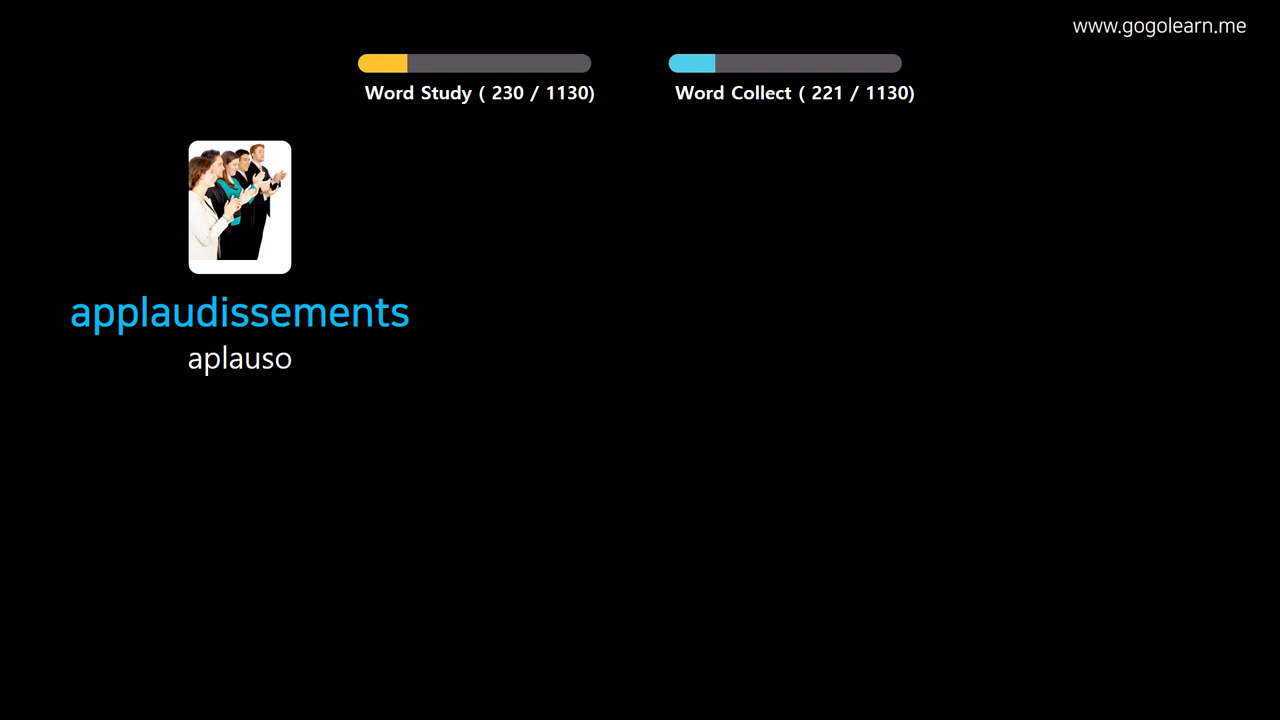 www.gogolearn.me
Word Study ( 230 / 1130)
Word Collect ( 221 / 1130)
applaudissements
aplauso